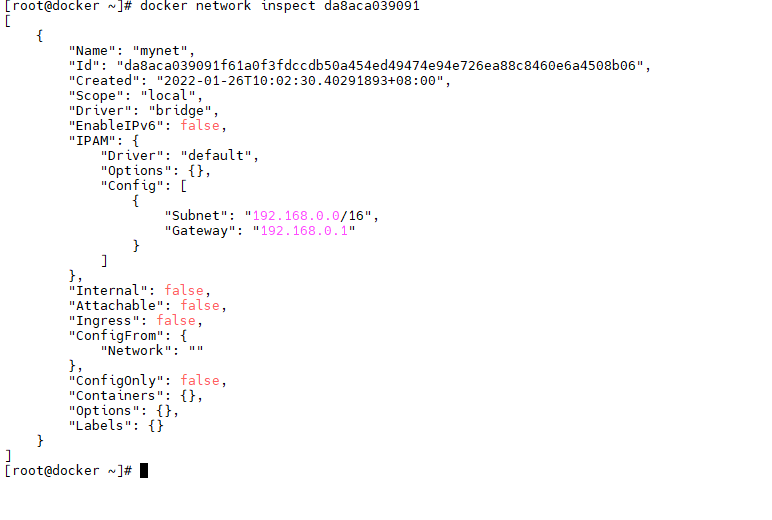 [root@docker ~]# docker network inspect da8aca039091
[
    {
        "Name": "mynet",
        "Id": "da8aca039091f61a0f3fdccdb50a454ed49474e94e726ea88c8460e6a4508b06",
        "Created": "2022-01-26T10:02:30.40291893+08:00",
        "Scope": "local",
        "Driver": "bridge",
        "EnableIPv6": false,
        "IPAM": {
            "Driver": "default",
            "Options": {},
            "Config": [
                {
                    "Subnet": "192.168.0.0/16",
                    "Gateway": "192.168.0.1"
                }
            ]
        },
        "Internal": false,
        "Attachable": false,
        "Ingress": false,
        "ConfigFrom": {
            "Network": ""
        },
        "ConfigOnly": false,
        "Containers": {},
        "Options": {},
        "Labels": {}
    }
]
[root@docker ~]#